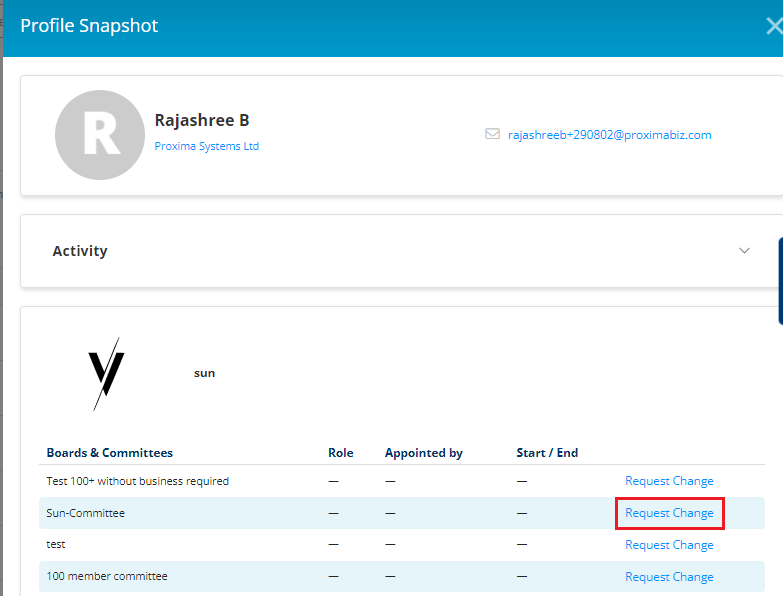 Profile Snapshot
R
Rajashree B
Proxima Systems Ltd
rajashreeb+290802@proximabiz.com
Activity
sun
Boards & Committees Role Appointed by Start / End
Test 100+ without business required — — — Request Change
Sun-Committee — — — Request Change
test — — — Request Change
100 member committee — — — Request Change